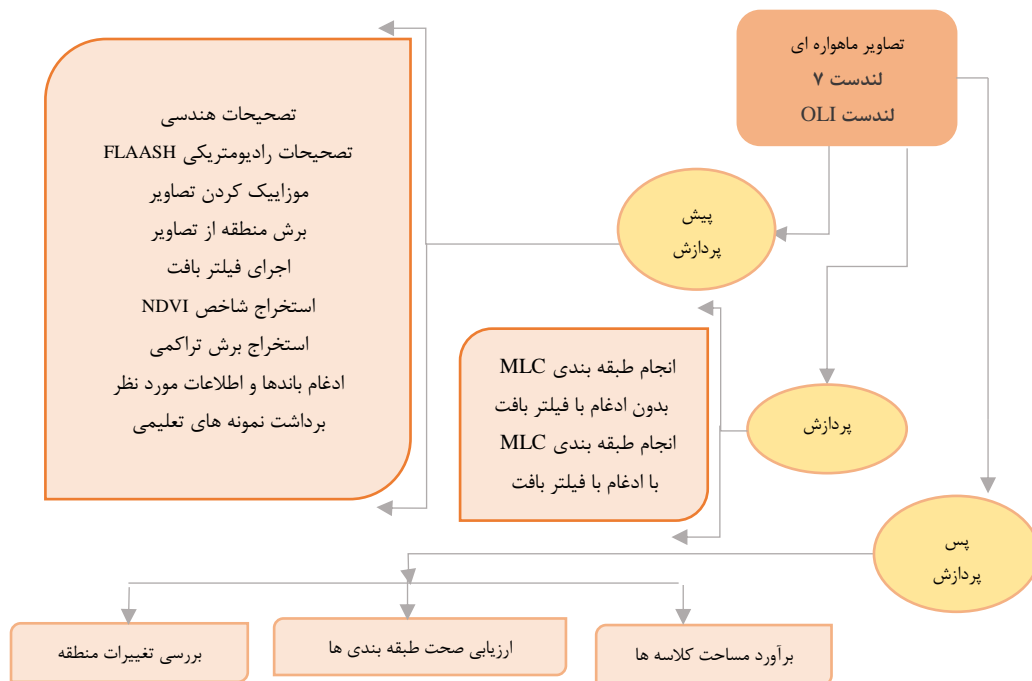 تصاویر ماهواره ای
لندست ۷
لندست OLI
پیش
پردازش
تصحیحات هندسی
تصحیحات رادیومتریکی FLAASH
موزاییک کردن تصاویر
برش منطقه از تصاویر
اجرای فیلتر بافت
استخراج شاخص NDVI
استخراج برش تراکمی
ادغام باندها و اطلاعات مورد نظر
برداشت نمونه های تعلیمی
پردازش
انجام طبقه بندی MLC
بدون ادغام با فیلتر بافت
انجام طبقه بندی MLC
با ادغام با فیلتر بافت
پس
پردازش
برآورد مساحت کلاسه ها
ارزیابی صحت طبقه بندی ها
بررسی تغییرات منطقه